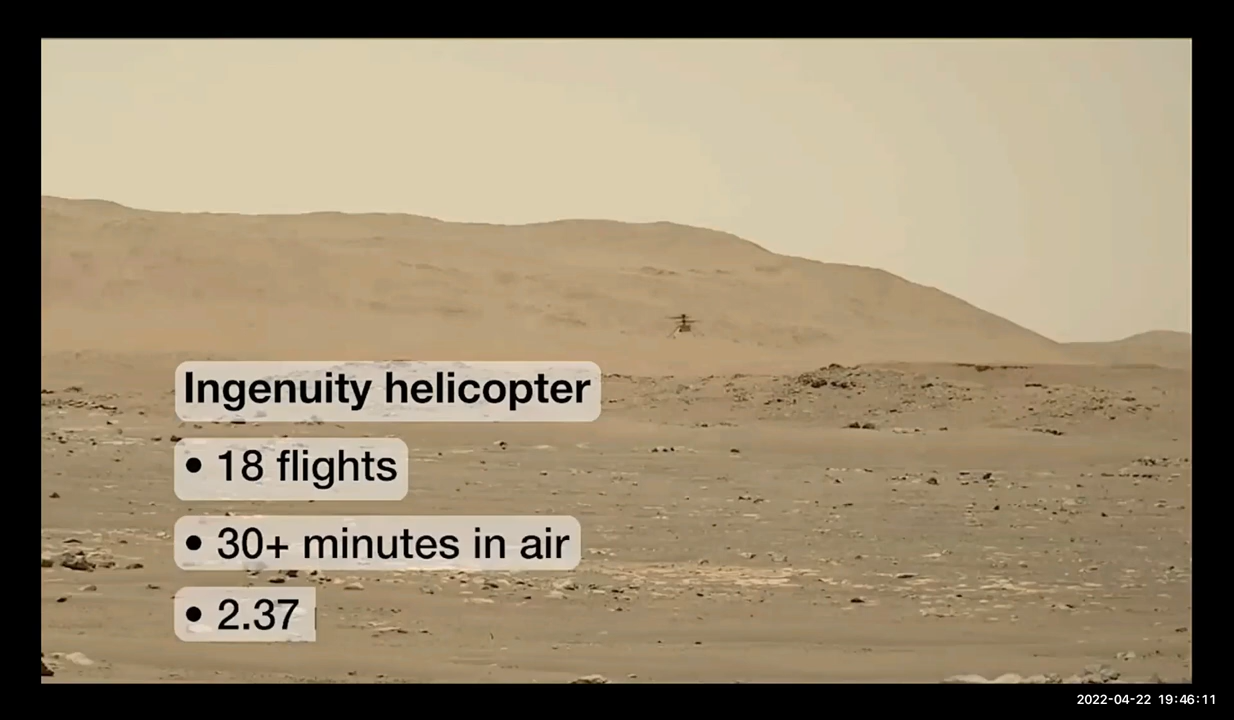 Ingenuity helicopter
• 18 flights
• 30+ minutes in air
• 2.37
2022-04-22 19:46:11